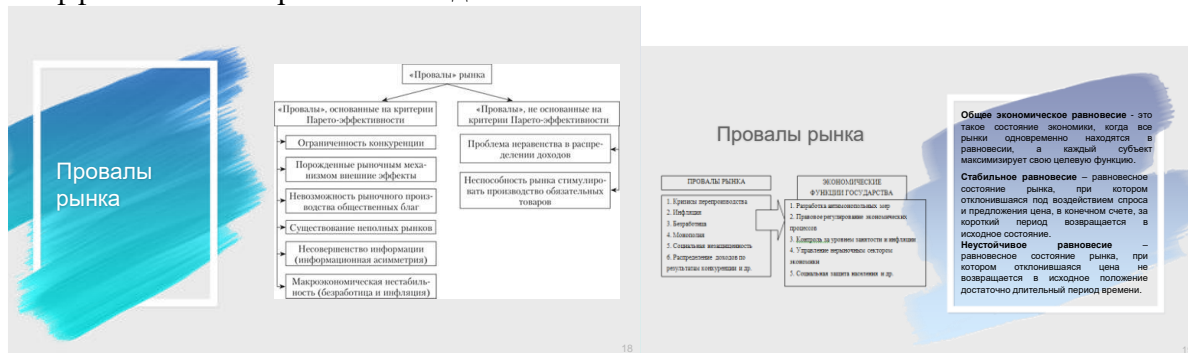 Провалы
рынка
«Провалы» рынка
«Провалы», основанные на критерии
Парето-эффективности
Ограниченность конкуренции
Порожденные рыночным меха-
низмом внешние эффекты
Невозможность рыночного произ-
водства общественных благ
Существование неполных рынков
Несовершенство информации
(информационная асимметрия)
Макроэкономическая нестабиль-
ность (безработица и инфляция)
«Провалы», не основанные на
критерии Парето-эффективности
Проблема неравенства в распре-
делении доходов
Неспособность рынка стимулиро-
вать производство обязательных
товаров
18
Провалы рынка
ПРОВАЛЫ РЫНКА
1. Кризисы перепроизводства
2. Инфляция
3. Безработица
4. Монополия
5. Социальная незащищенность
6. Распределение доходов по
результатам конкуренции и др.
ЭКОНОМИЧЕСКИЕ
ФУНКЦИИ ГОСУДАРСТВА
1. Разработка антимонопольных мер
2. Правовое регулирование экономических
процессов
3. Контроль за уровнем занятости и инфляции
4. Управление нерыночным сектором
экономики
5. Социальная защита населения и др.
Общее экономическое равновесие - это
такое состояние экономики, когда все
рынки одновременно находятся в
равновесии, а каждый субъект
максимизирует свою целевую функцию.
Стабильное равновесие – равновесное
состояние рынка, при котором
отклонившаяся под воздействием спроса
и предложения цена, в конечном счете, за
короткий период возвращается в
исходное состояние.
Неустойчивое равновесие –
равновесное состояние рынка, при
котором отклонившаяся цена не
возвращается в исходное положение
достаточно длительный период времени.